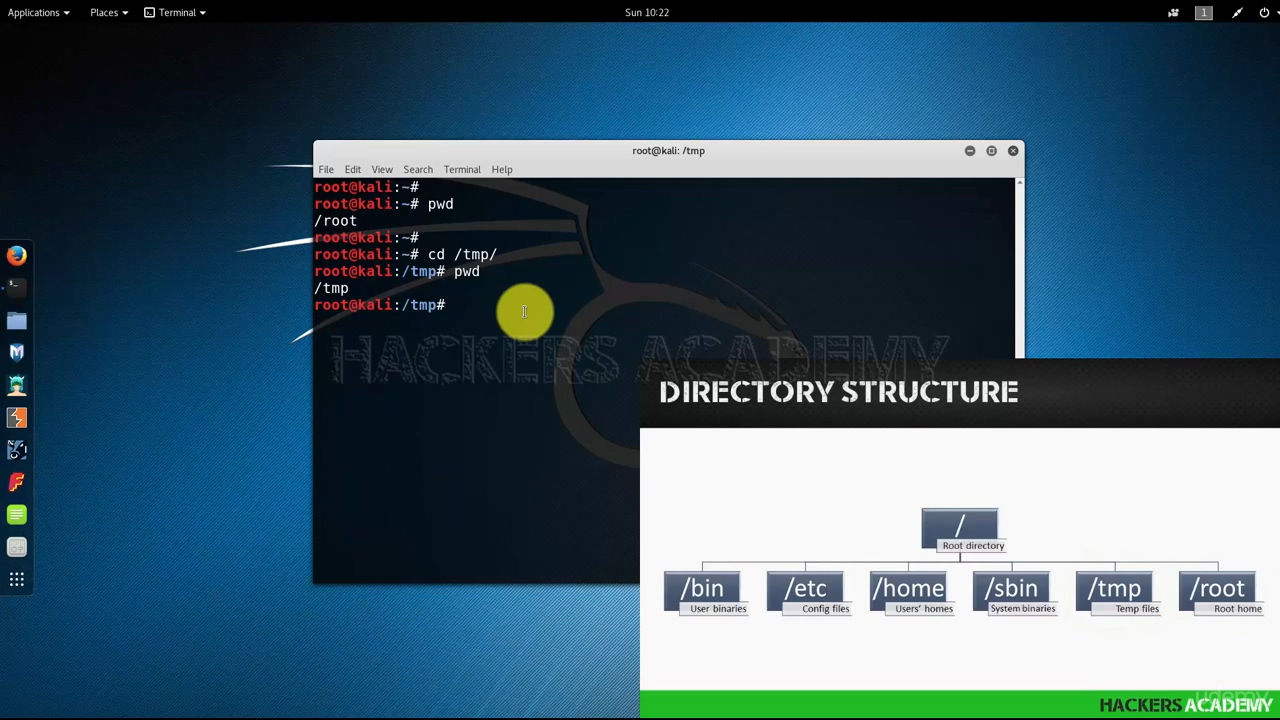 Applications Places Terminal Sun 10:22 1
root@kali: /tmp
File Edit View Search Terminal Help
root@kali:~#
root@kali:~# pwd
/root
root@kali:~#
root@kali:~# cd /tmp/
root@kali:/tmp# pwd
/tmp
root@kali:/tmp#
HACKERS ACADEMY
DIRECTORY STRUCTURE
/
Root directory
/bin /etc /home /sbin /tmp /root
User binaries Config files Users' homes System binaries Temp files Root home
udemy
HACKERS ACADEMY